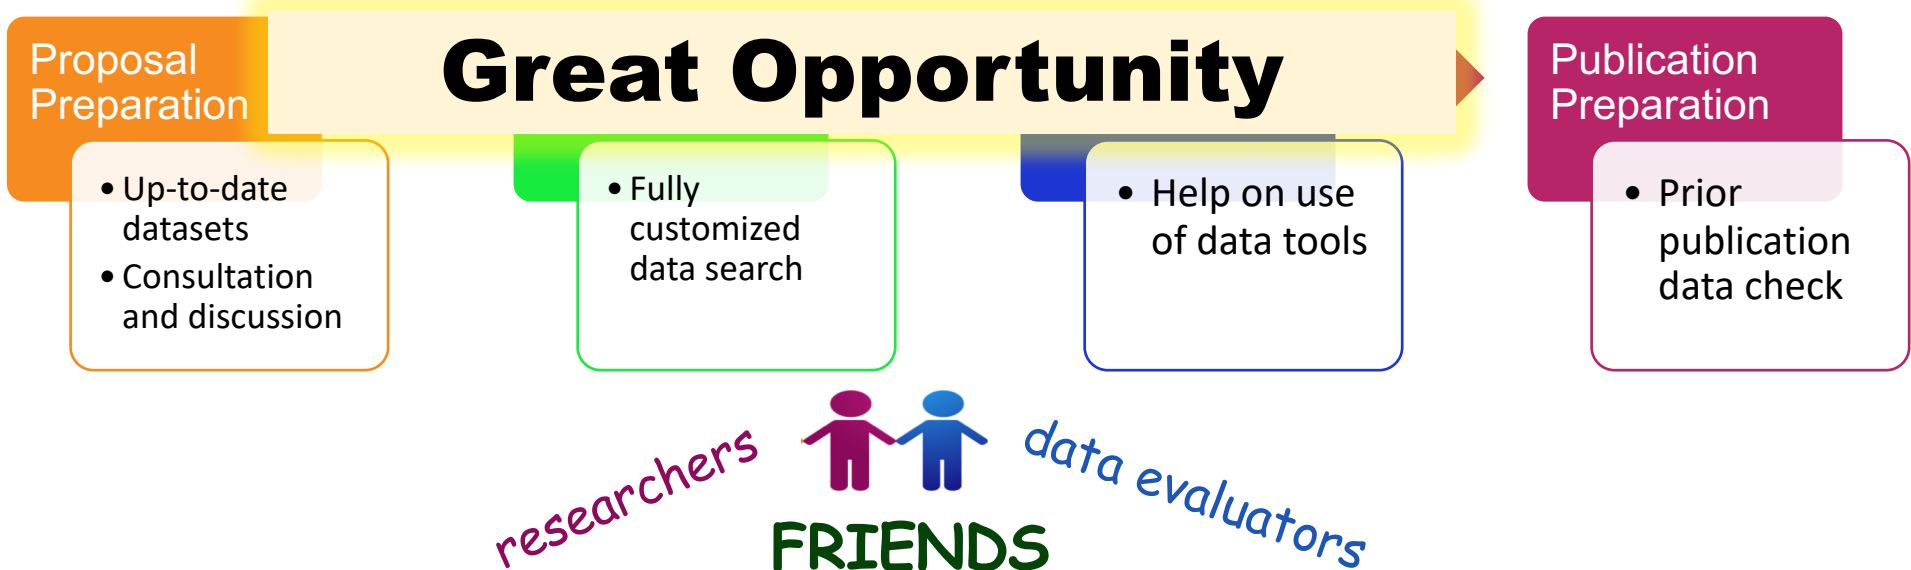 Great Opportunity
Proposal
Preparation
• Up-to-date
datasets
• Consultation
and discussion
• Fully
customized
data search
• Help on use
of data tools
Publication
Preparation
• Prior
publication
data check
researchers
data evaluators
FRIENDS